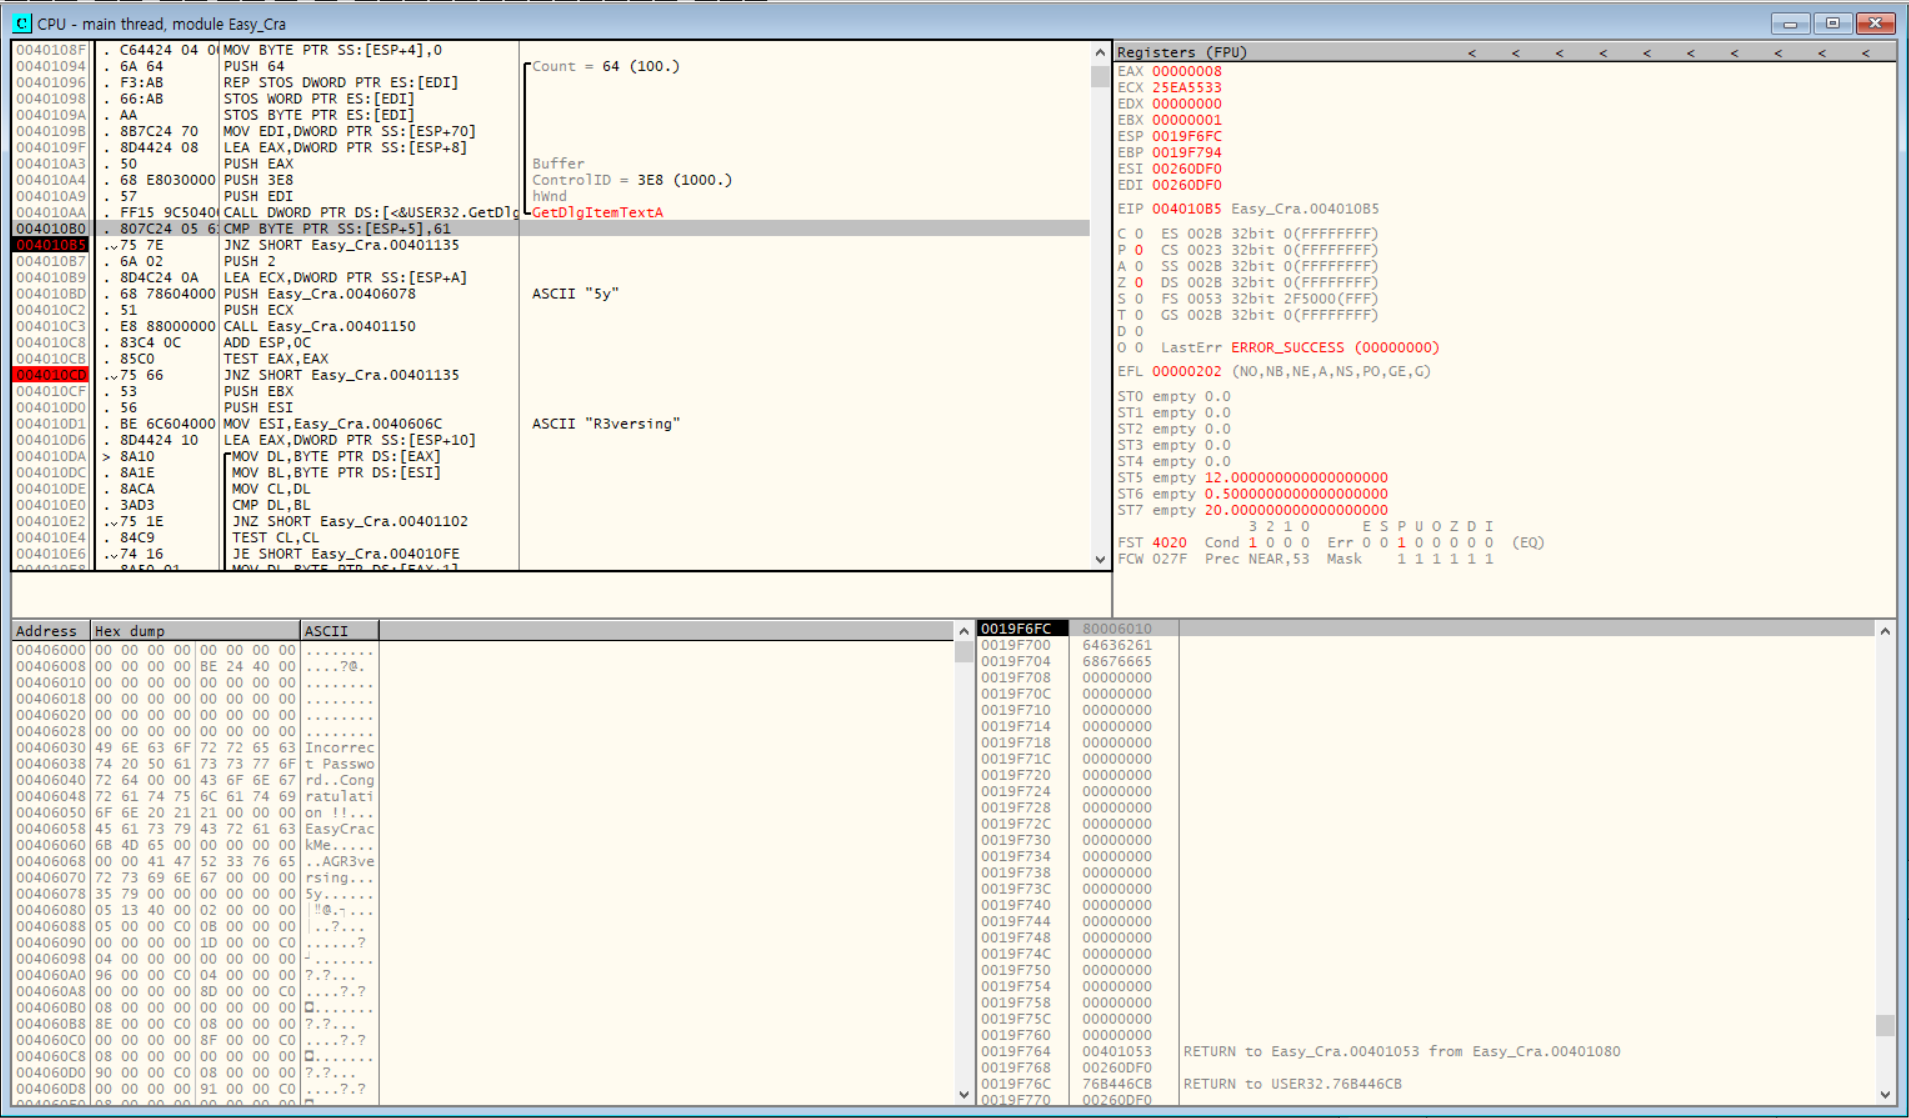 CPU - main thread, module Easy_Cra
0040108F . C64424 04 00 MOV BYTE PTR SS:[ESP+4],0
00401094 . 6A 64 PUSH 64 Count = 64 (100.)
00401096 . F3:AB REP STOS DWORD PTR ES:[EDI]
00401098 . 66:AB STOS WORD PTR ES:[EDI]
0040109A . AA STOS BYTE PTR ES:[EDI]
0040109B . 8B7C24 70 MOV EDI,DWORD PTR SS:[ESP+70]
0040109F . 8D4424 08 LEA EAX,DWORD PTR SS:[ESP+8]
004010A3 . 50 PUSH EAX Buffer
004010A4 . 68 E8030000 PUSH 3E8 ControlID = 3E8 (1000.)
004010A9 . 57 PUSH EDI hWnd
004010AA . FF15 9C5040 CALL DWORD PTR DS:[<&USER32.GetDlg GetDlgItemTextA
004010B0 . 807C24 05 6 CMP BYTE PTR SS:[ESP+5],61
004010B5 .v75 7E JNZ SHORT Easy_Cra.00401135
004010B7 . 6A 02 PUSH 2
004010B9 . 8D4C24 0A LEA ECX,DWORD PTR SS:[ESP+A]
004010BD . 68 78604000 PUSH Easy_Cra.00406078 ASCII "5y"
004010C2 . 51 PUSH ECX
004010C3 . E8 88000000 CALL Easy_Cra.00401150
004010C8 . 83C4 0C ADD ESP,0C
004010CB . 85C0 TEST EAX,EAX
004010CD .v75 66 JNZ SHORT Easy_Cra.00401135
004010CF . 53 PUSH EBX
004010D0 . 56 PUSH ESI
004010D1 . BE 6C604000 MOV ESI,Easy_Cra.0040606C ASCII "R3versing"
004010D6 . 8D4424 10 LEA EAX,DWORD PTR SS:[ESP+10]
004010DA > 8A10 MOV DL,BYTE PTR DS:[EAX]
004010DC . 8A1E MOV BL,BYTE PTR DS:[ESI]
004010DE . 8ACA MOV CL,DL
004010E0 . 3AD3 CMP DL,BL
004010E2 .v75 1E JNZ SHORT Easy_Cra.00401102
004010E4 . 84C9 TEST CL,CL
004010E6 .v74 16 JE SHORT Easy_Cra.004010FE
004010E8 . 8A50 01 MOV DL,BYTE PTR DS:[EAX+1]
Registers (FPU) < < < < < < < < < <
EAX 00000008
ECX 25EA5533
EDX 00000000
EBX 00000001
ESP 0019F6FC
EBP 0019F794
ESI 00260DF0
EDI 00260DF0
EIP 004010B5 Easy_Cra.004010B5
C 0 ES 002B 32bit 0(FFFFFFFF)
P 0 CS 0023 32bit 0(FFFFFFFF)
A 0 SS 002B 32bit 0(FFFFFFFF)
Z 0 DS 002B 32bit 0(FFFFFFFF)
S 0 FS 0053 32bit 2F5000(FFF)
T 0 GS 002B 32bit 0(FFFFFFFF)
D 0
O 0 LastErr ERROR_SUCCESS (00000000)
EFL 00000202 (NO,NB,NE,A,NS,PO,GE,G)
ST0 empty 0.0
ST1 empty 0.0
ST2 empty 0.0
ST3 empty 0.0
ST4 empty 0.0
ST5 empty 12.000000000000000000
ST6 empty 0.5000000000000000000
ST7 empty 20.000000000000000000
3 2 1 0 E S P U O Z D I
FST 4020 Cond 1 0 0 0 Err 0 0 1 0 0 0 0 0 (EQ)
FCW 027F Prec NEAR,53 Mask 1 1 1 1 1 1
Address Hex dump ASCII
00406000 00 00 00 00 00 00 00 00 ........
00406008 00 00 00 00 BE 24 40 00 ....?@.
00406010 00 00 00 00 00 00 00 00 ........
00406018 00 00 00 00 00 00 00 00 ........
00406020 00 00 00 00 00 00 00 00 ........
00406028 00 00 00 00 00 00 00 00 ........
00406030 49 6E 63 6F 72 72 65 63 Incorrec
00406038 74 20 50 61 73 73 77 6F t Passwo
00406040 72 64 00 00 43 6F 6E 67 rd..Cong
00406048 72 61 74 75 6C 61 74 69 ratulati
00406050 6F 6E 20 21 21 00 00 00 on !!...
00406058 45 61 73 79 43 72 61 63 EasyCrac
00406060 6B 4D 65 00 00 00 00 00 kMe.....
00406068 00 00 41 47 52 33 76 65 ..AGR3ve
00406070 72 73 69 6E 67 00 00 00 rsing...
00406078 35 79 00 00 00 00 00 00 5y......
00406080 05 13 40 00 02 00 00 00 │‼@.┐...
00406088 05 00 00 C0 0B 00 00 00 │..?...
00406090 00 00 00 00 1D 00 00 C0 ......?
00406098 04 00 00 00 00 00 00 00 ┘.......
004060A0 96 00 00 C0 04 00 00 00 ?.?...
004060A8 00 00 00 00 8D 00 00 C0 ....?.?
004060B0 08 00 00 00 00 00 00 00 ◘.......
004060B8 8E 00 00 C0 08 00 00 00 ?.?...
004060C0 00 00 00 00 8F 00 00 C0 ....?.?
004060C8 08 00 00 00 00 00 00 00 ◘.......
004060D0 90 00 00 C0 08 00 00 00 ?.?...
004060D8 00 00 00 00 91 00 00 C0 ....?.?
004060E0 08 00 00 00 00 00 00 00
0019F6FC 80006010
0019F700 64636261
0019F704 68676665
0019F708 00000000
0019F70C 00000000
0019F710 00000000
0019F714 00000000
0019F718 00000000
0019F71C 00000000
0019F720 00000000
0019F724 00000000
0019F728 00000000
0019F72C 00000000
0019F730 00000000
0019F734 00000000
0019F738 00000000
0019F73C 00000000
0019F740 00000000
0019F744 00000000
0019F748 00000000
0019F74C 00000000
0019F750 00000000
0019F754 00000000
0019F758 00000000
0019F75C 00000000
0019F760 00000000
0019F764 00401053 RETURN to Easy_Cra.00401053 from Easy_Cra.00401080
0019F768 00260DF0
0019F76C 76B446CB RETURN to USER32.76B446CB
0019F770 00260DF0